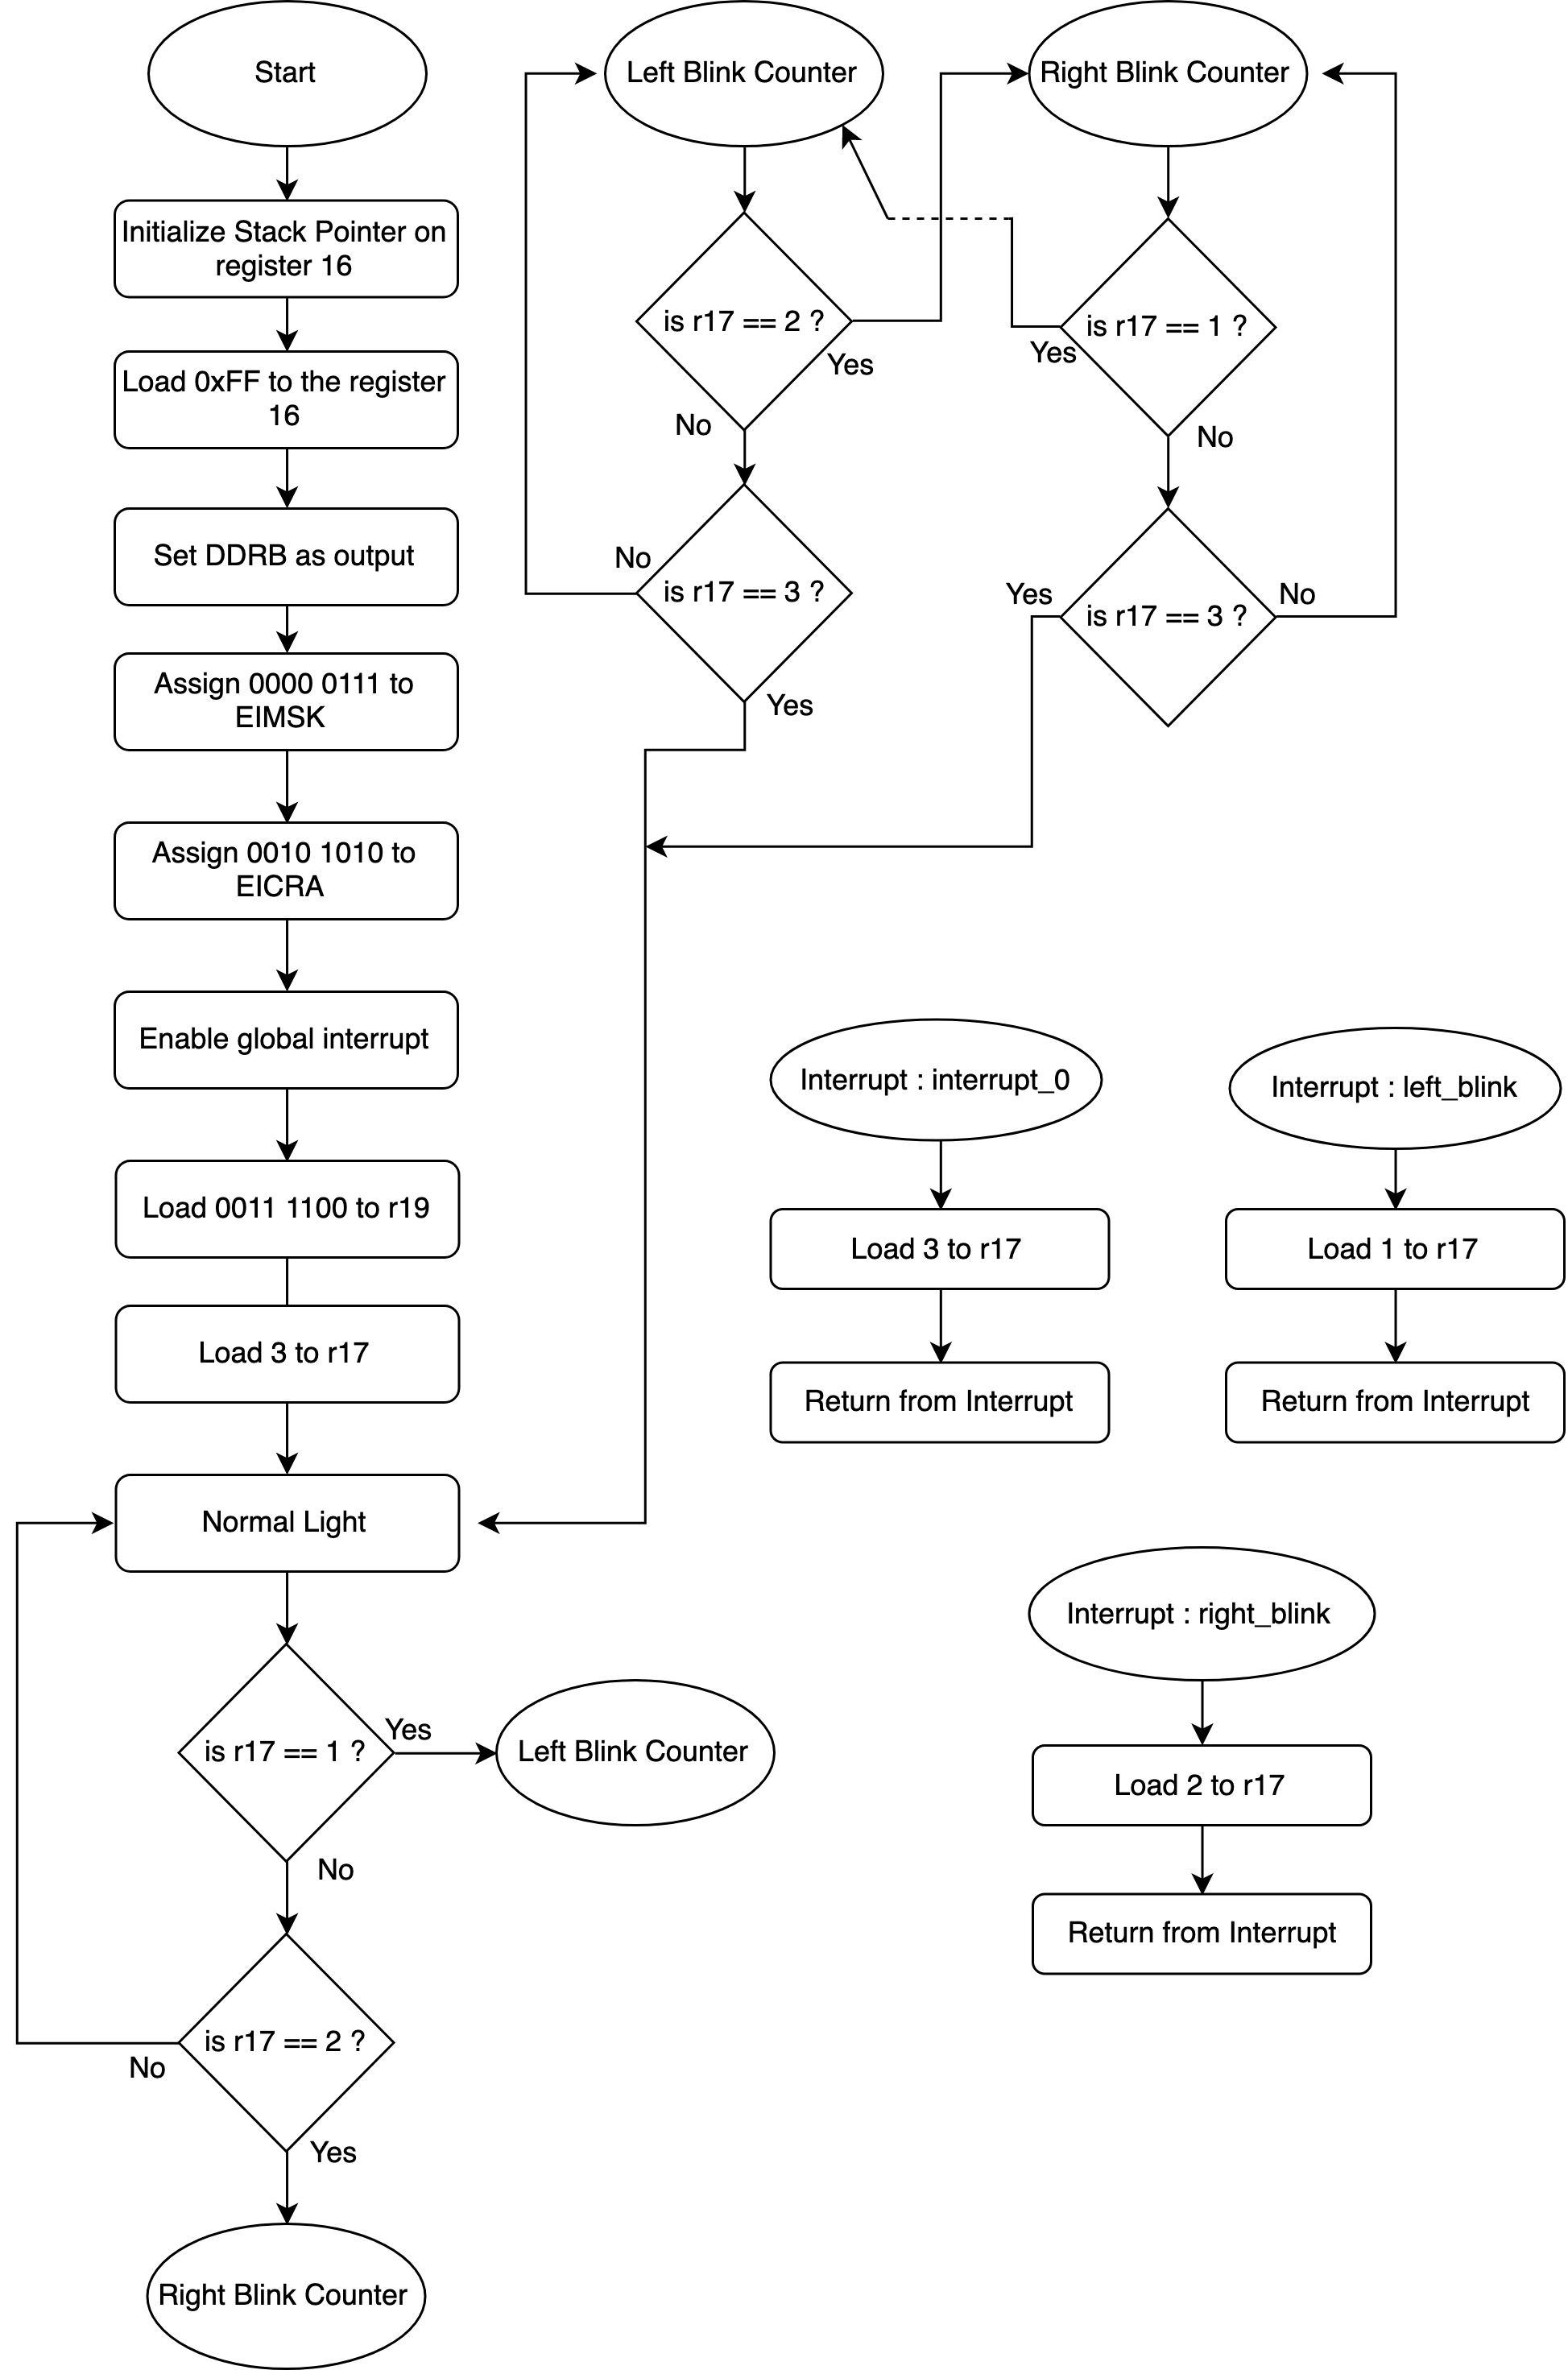 Start
Initialize Stack Pointer on
register 16
Load 0xFF to the register
16
Set DDRB as output
Assign 0000 0111 to
EIMSK
Assign 0010 1010 to
EICRA
Enable global interrupt
Load 0011 1100 to r19
Load 3 to r17
Normal Light
is r17 == 1 ?
Yes
Left Blink Counter
No
is r17 == 2 ?
No
Yes
Right Blink Counter
Left Blink Counter
is r17 == 2 ?
Yes
No
is r17 == 3 ?
No
Yes
Right Blink Counter
is r17 == 1 ?
Yes
No
is r17 == 3 ?
Yes
No
Interrupt : interrupt_0
Load 3 to r17
Return from Interrupt
Interrupt : left_blink
Load 1 to r17
Return from Interrupt
Interrupt : right_blink
Load 2 to r17
Return from Interrupt